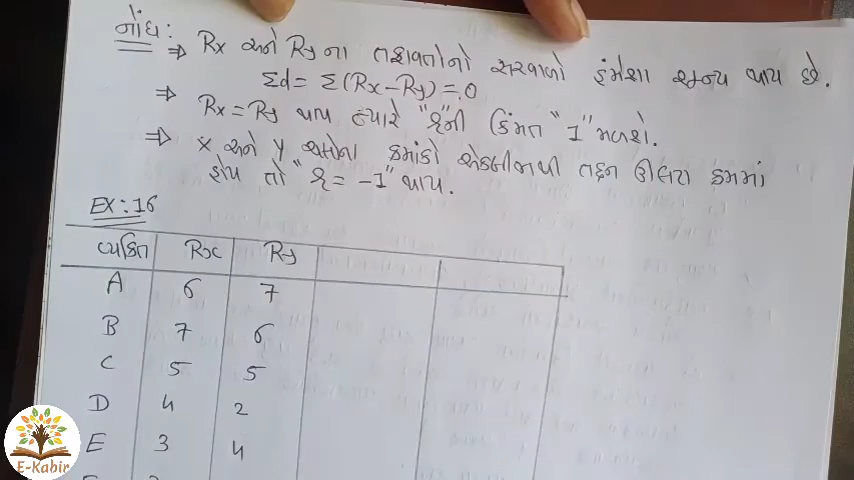 નોંધ:
⇒ Rx અને Ry ના તફાવતોનો સરવાળો હંમેશા શૂન્ય થાય છે.
Σd = Σ(Rx-Ry) = 0
⇒ Rx = Ry થાય ત્યારે "r"ની કિંમત "1" મળશે.
⇒ x અને y ચલોના ક્રમાંકો એકબીજાથી તદ્દન ઊલટા ક્રમમાં
હોય તો "r = -1" થાય.
EX: 16
વ્યક્તિ Rx Ry
A 6 7
B 7 6
C 5 5
D 4 2
E 3 4
E-Kabir